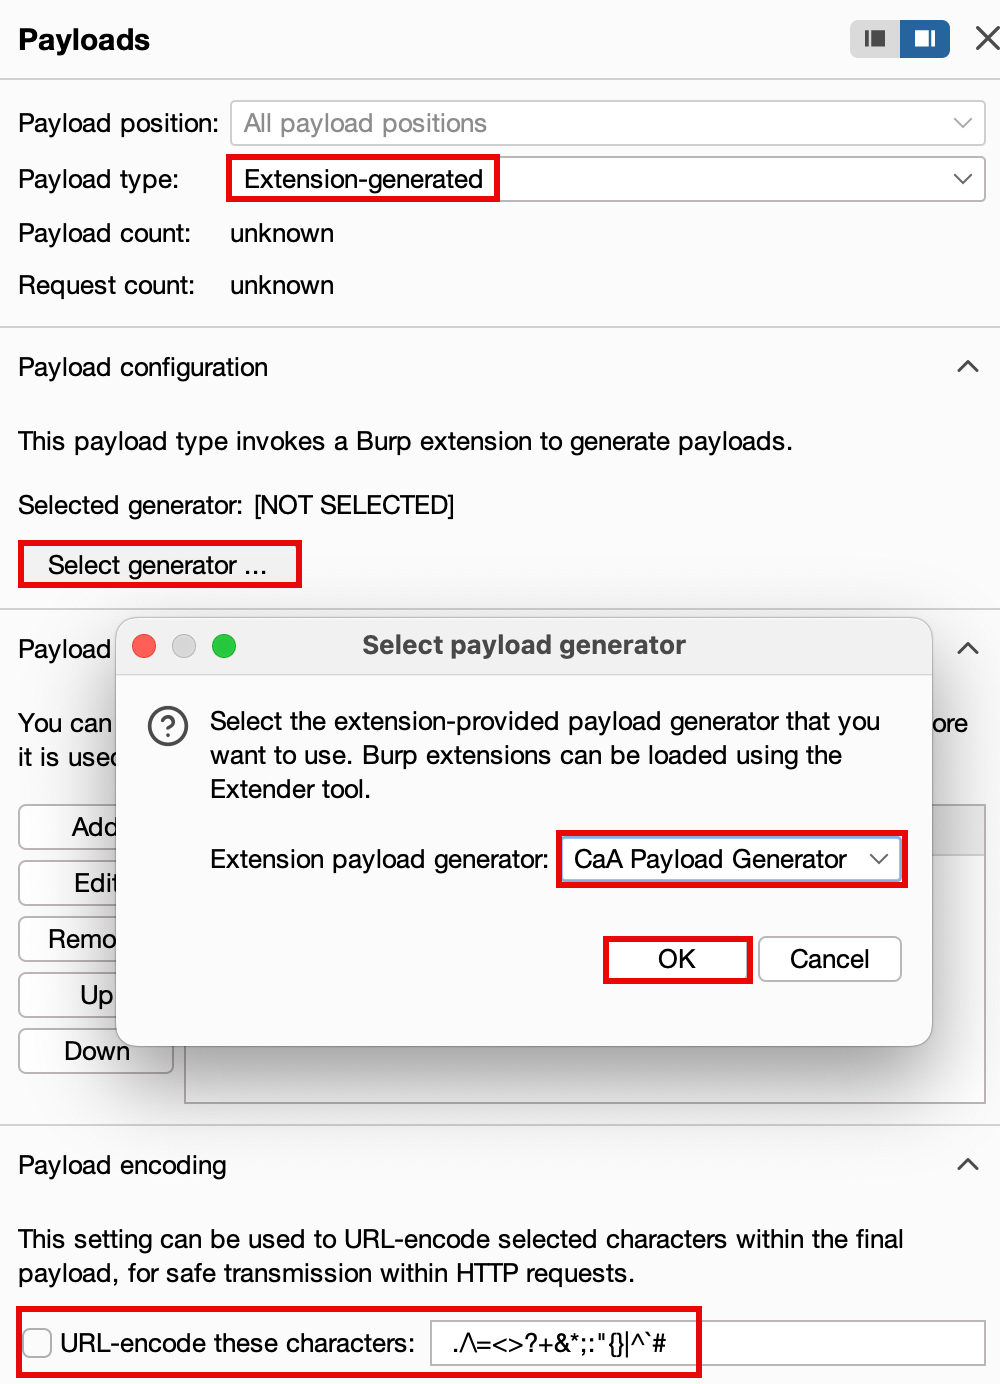 Payloads
Payload position: All payload positions
Payload type: Extension-generated
Payload count: unknown
Request count: unknown
Payload configuration
This payload type invokes a Burp extension to generate payloads.
Selected generator: [NOT SELECTED]
Select generator ...
Payload
Select payload generator
You can
ore
it is used
Select the extension-provided payload generator that you
want to use. Burp extensions can be loaded using the
Extender tool.
Extension payload generator: CaA Payload Generator
OK
Cancel
Add
Edit
Remo
Up
Down
Payload encoding
This setting can be used to URL-encode selected characters within the final
payload, for safe transmission within HTTP requests.
URL-encode these characters: ./\=<>?+&*;:"{}|^`#